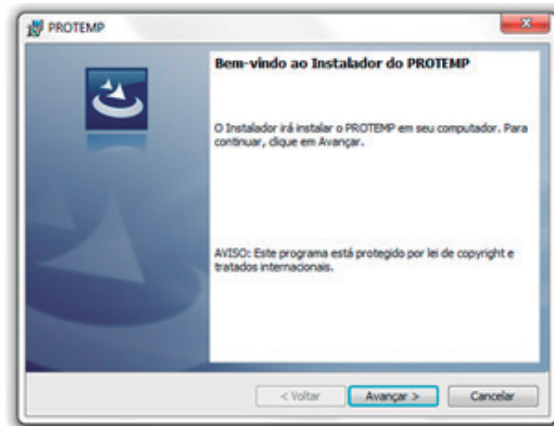 PROTEMP
Bem-vindo ao Instalador do PROTEMP
O Instalador irá instalar o PROTEMP em seu computador. Para
continuar, clique em Avançar.
AVISO: Este programa está protegido por lei de copyright e
tratados internacionais.
< Voltar
Avançar >
Cancelar